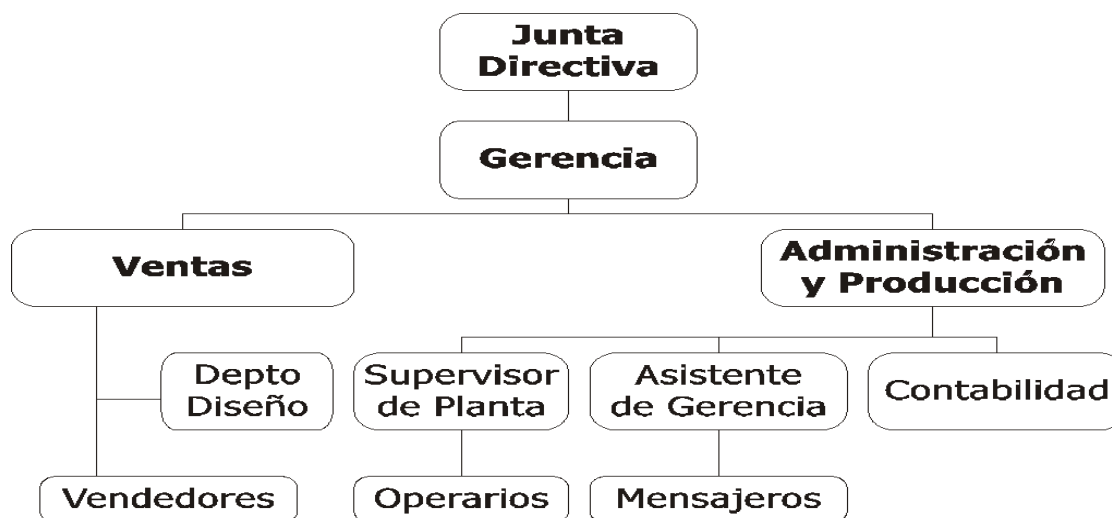 Junta
Directiva
Gerencia
Ventas
Administración
y Producción
Depto
Diseño
Supervisor
de Planta
Asistente
de Gerencia
Contabilidad
Vendedores
Operarios
Mensajeros